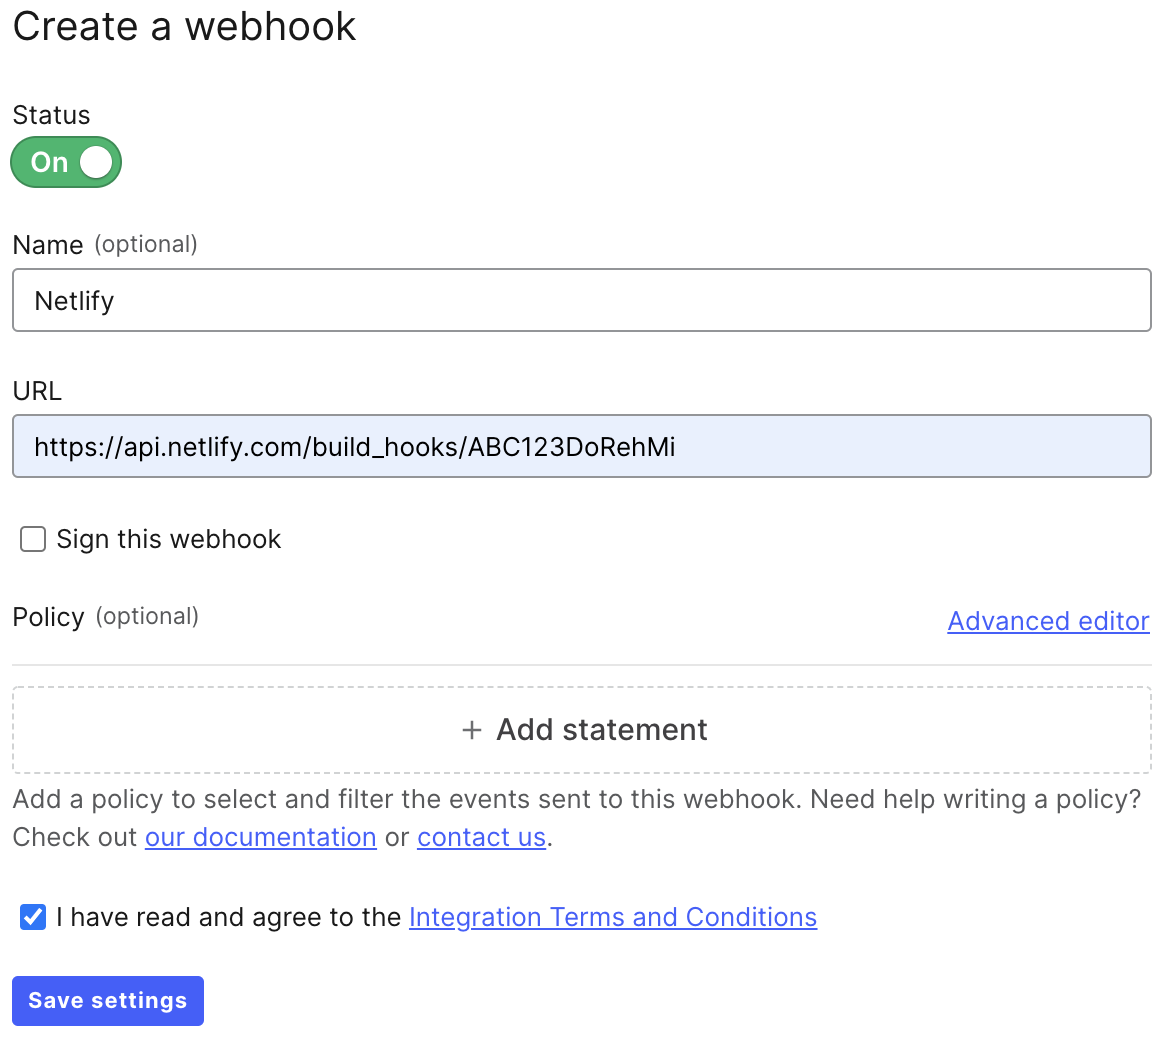 Create a webhook
Status
On
Name (optional)
Netlify
URL
https://api.netlify.com/build_hooks/ABC123DoRehMi
Sign this webhook
Policy (optional)
Advanced editor
+ Add statement
Add a policy to select and filter the events sent to this webhook. Need help writing a policy?
Check out our documentation or contact us.
I have read and agree to the Integration Terms and Conditions
Save settings